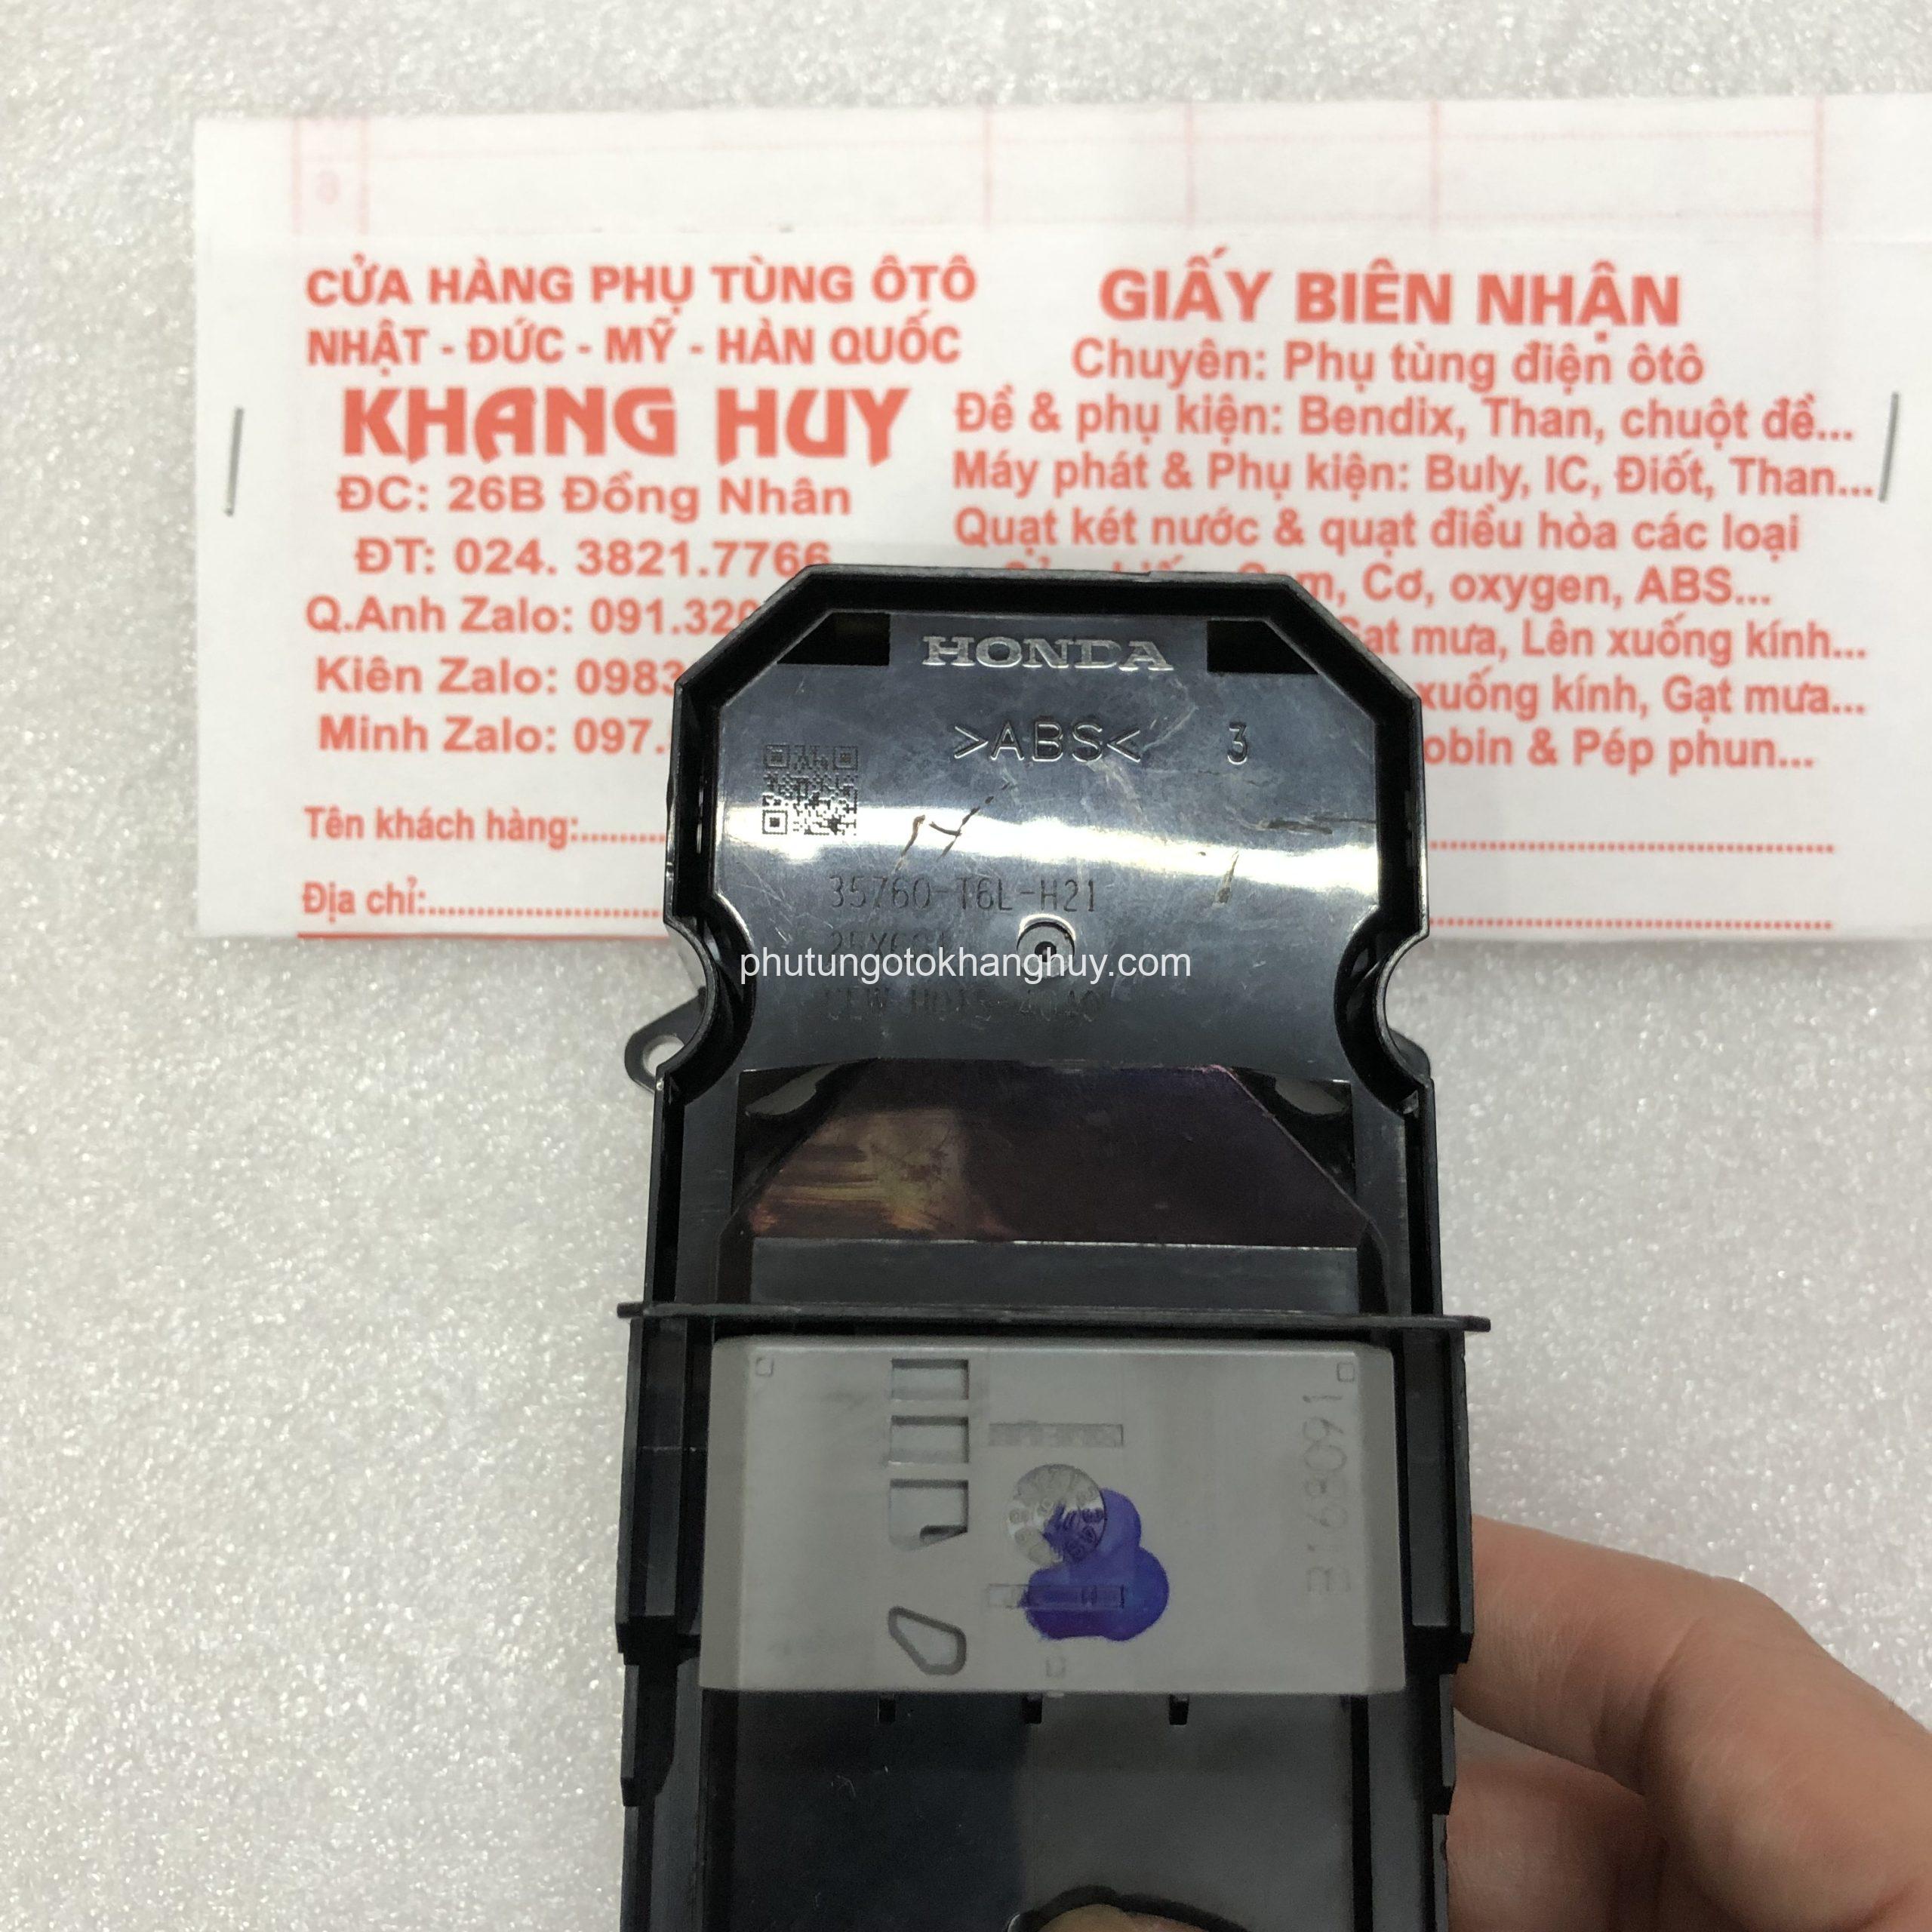 CỬA HÀNG PHỤ TÙNG ÔTÔ
NHẬT - ĐỨC - MỸ - HÀN QUỐC
KHANG HUY
ĐC: 26B Đồng Nhân
ĐT: 024. 3821.7766
Q.Anh Zalo: 091.320
Kiên Zalo: 0983
Minh Zalo: 097.
Tên khách hàng:
Địa chỉ:
GIẤY BIÊN NHẬN
Chuyên: Phụ tùng điện ôtô
Đề & phụ kiện: Bendix, Than, chuột đề...
Máy phát & Phụ kiện: Buly, IC, Điốt, Than...
Quạt két nước & quạt điều hòa các loại
Cơ, oxygen, ABS...
mưa, Lên xuống kính...
xuống kính, Gạt mưa...
obin & Pép phun...
HONDA
>ABS< 3
35760-T6L-H21
phutungotokhanghuy.com
B168091